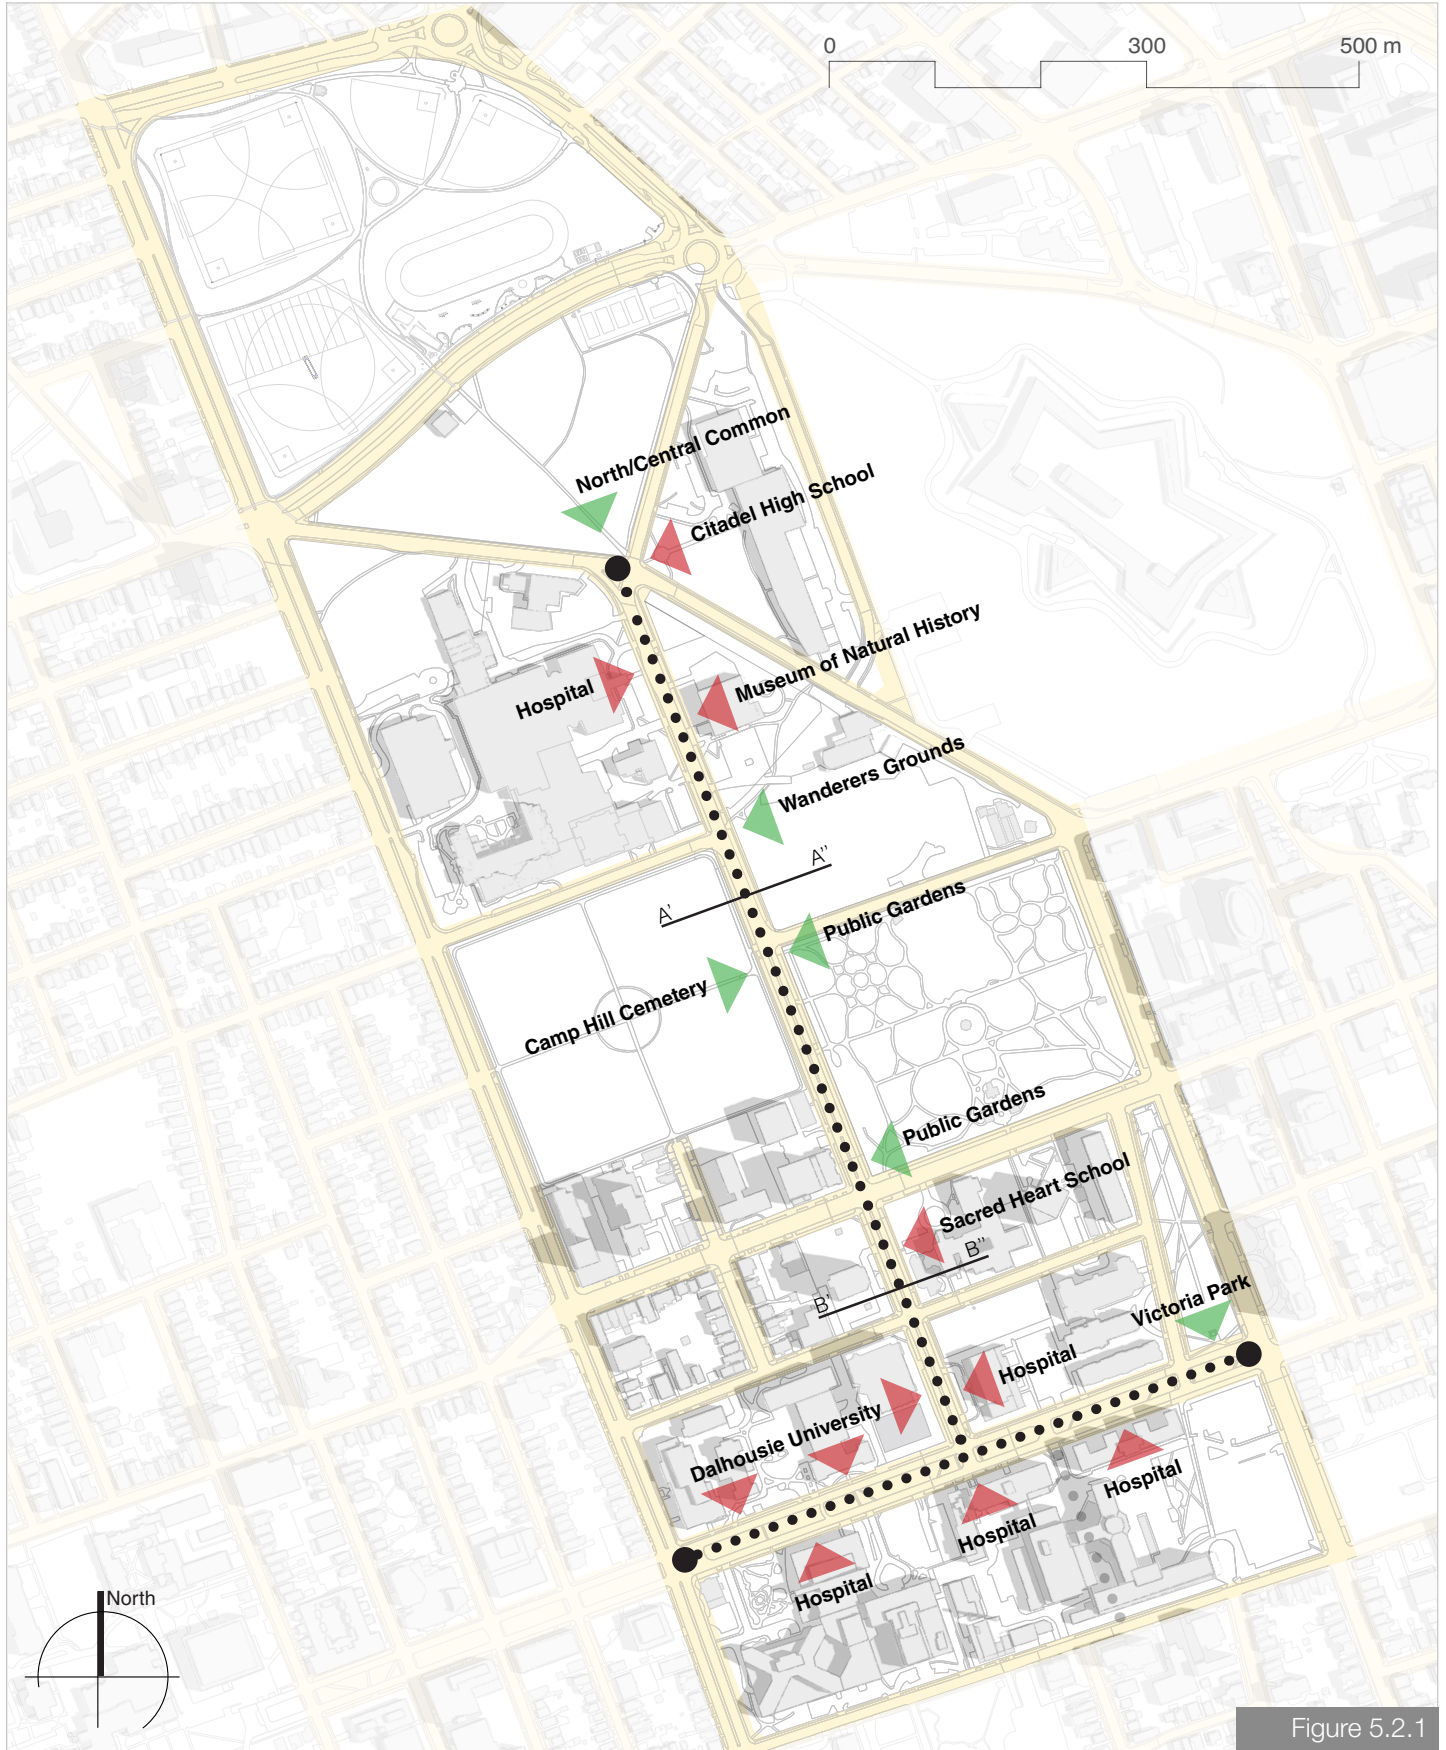 0 300 500 m
North/Central Common
Citadel High School
Museum of Natural History
Hospital
Wanderers Grounds
A'
A''
Public Gardens
Camp Hill Cemetery
Public Gardens
Sacred Heart School
B'
B''
Victoria Park
Hospital
Dalhousie University
Hospital
Hospital
Hospital
North
Figure 5.2.1